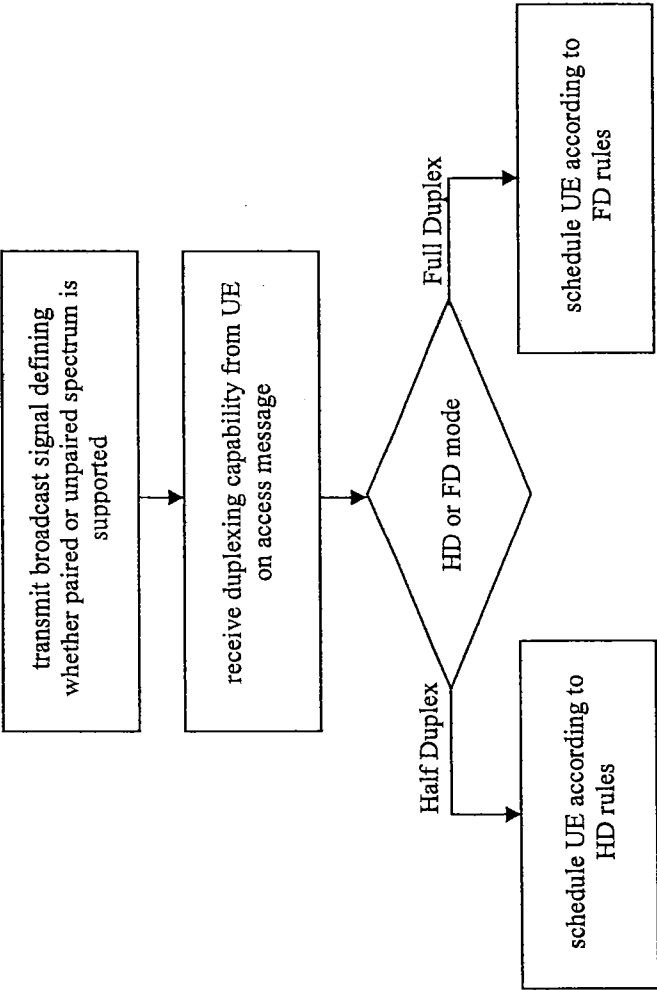 transmit broadcast signal defining
whether paired or unpaired spectrum is
supported
receive duplexing capability from UE
on access message
HD or FD mode
Half Duplex
Full Duplex
schedule UE according to
HD rules
schedule UE according to
FD rules